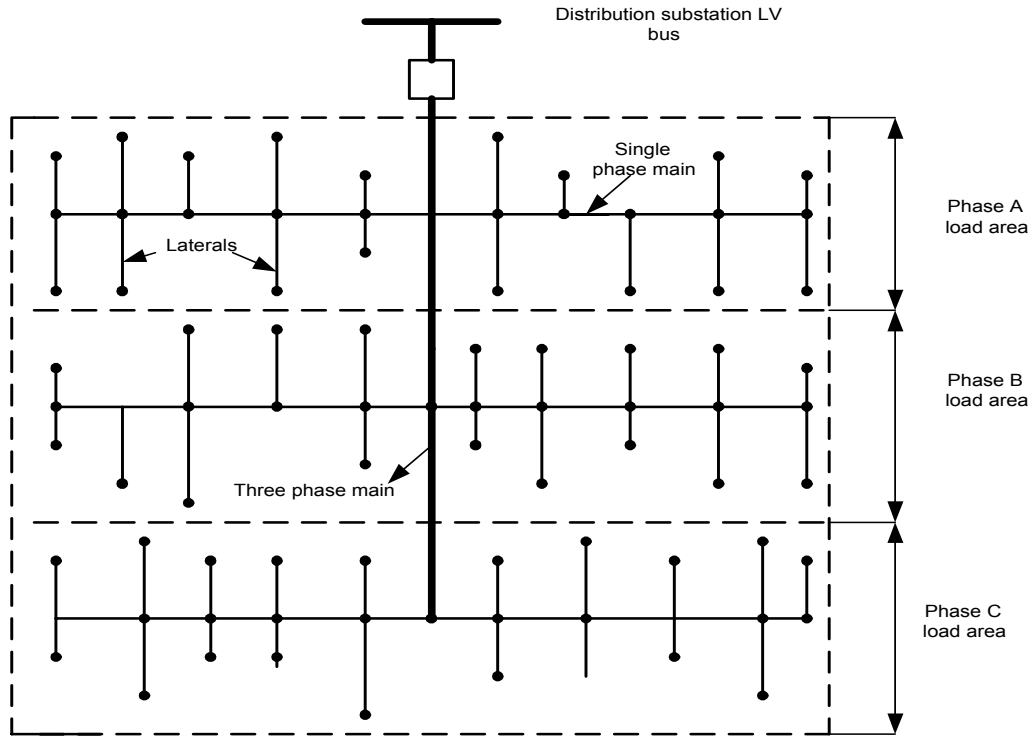 Distribution substation LV
bus
Single
phase main
Phase A
load area
Laterals
Phase B
load area
Three phase main
Phase C
load area